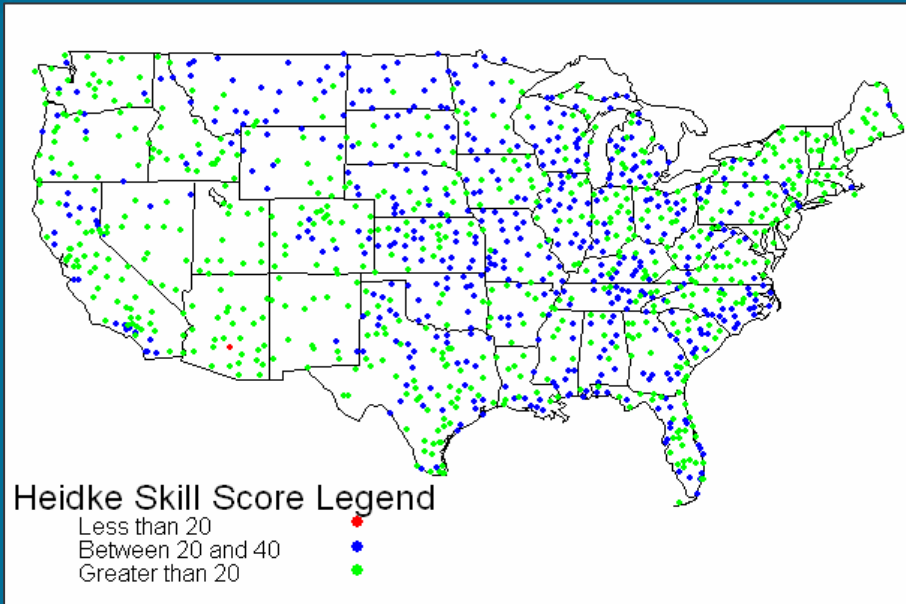 Heidke Skill Score Legend
Less than 20
Between 20 and 40
Greater than 20